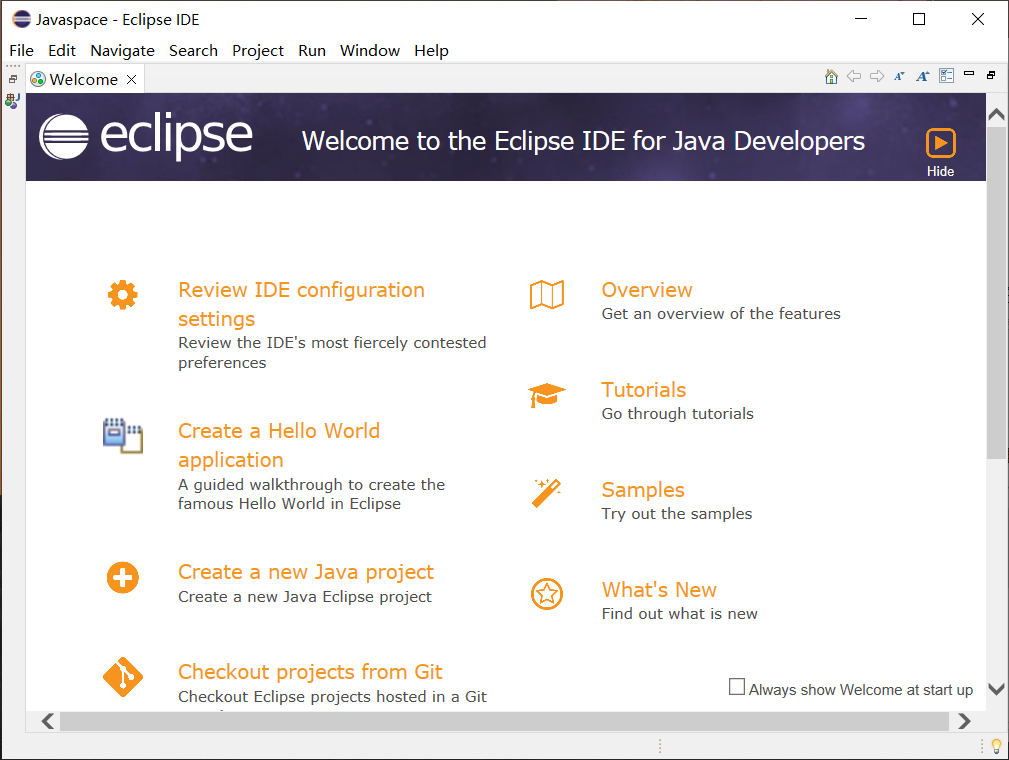 Javaspace - Eclipse IDE
File Edit Navigate Search Project Run Window Help
Welcome
eclipse
Welcome to the Eclipse IDE for Java Developers
Hide
Review IDE configuration
settings
Review the IDE's most fiercely contested
preferences
Create a Hello World
application
A guided walkthrough to create the
famous Hello World in Eclipse
Create a new Java project
Create a new Java Eclipse project
Checkout projects from Git
Checkout Eclipse projects hosted in a Git
Overview
Get an overview of the features
Tutorials
Go through tutorials
Samples
Try out the samples
What's New
Find out what is new
Always show Welcome at start up